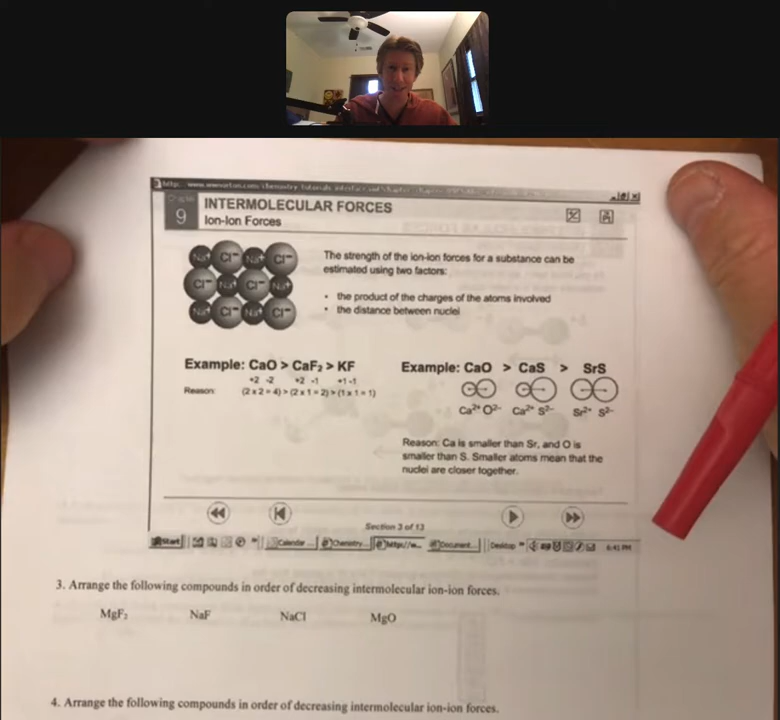 9
INTERMOLECULAR FORCES
Ion-Ion Forces
Na⁺ Cl⁻ Na⁺ Cl⁻
Cl⁻ Na⁺ Cl⁻ Na⁺
Na⁺ Cl⁻ Na⁺ Cl⁻
The strength of the ion-ion forces for a substance can be
estimated using two factors:
• the product of the charges of the atoms involved
• the distance between nuclei
Example: CaO > CaF₂ > KF
+2 -2 +2 -1 +1 -1
Reason: (2 x 2 = 4) > (2 x 1 = 2) > (1 x 1 = 1)
Example: CaO > CaS > SrS
Ca²⁺ O²⁻ Ca²⁺ S²⁻ Sr²⁺ S²⁻
Reason: Ca is smaller than Sr, and O is
smaller than S. Smaller atoms mean that the
nuclei are closer together.
Section 3 of 13
Start Calendar ... Chemistry... http://w... Document... Desktop 6:41 PM
3. Arrange the following compounds in order of decreasing intermolecular ion-ion forces.
MgF₂ NaF NaCl MgO
4. Arrange the following compounds in order of decreasing intermolecular ion-ion forces.